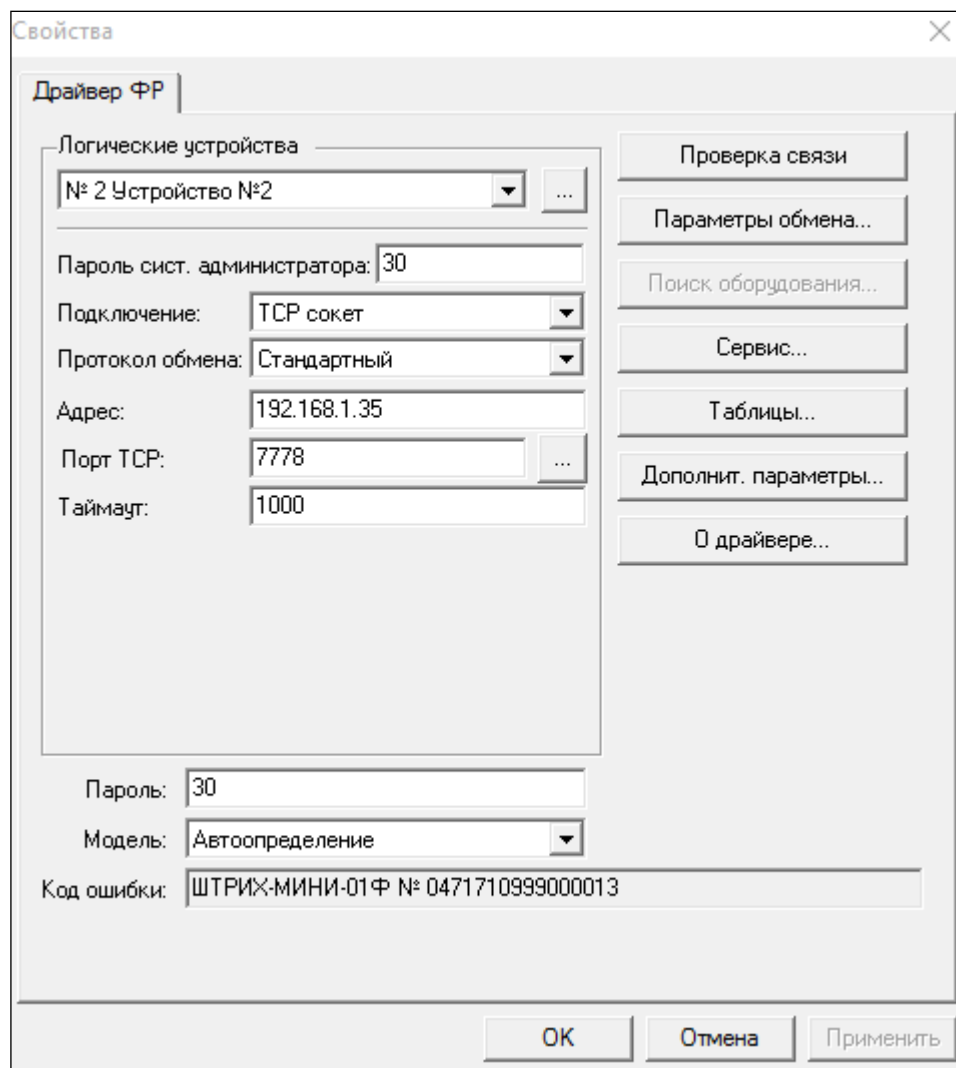 Свойства
Драйвер ФР
Логические устройства
№ 2 Устройство №2
...
Пароль сист. администратора: 30
Подключение: TCP сокет
Протокол обмена: Стандартный
Адрес: 192.168.1.35
Порт TCP: 7778 ...
Таймаут: 1000
Проверка связи
Параметры обмена...
Поиск оборудования...
Сервис...
Таблицы...
Дополнит. параметры...
О драйвере...
Пароль: 30
Модель: Автоопределение
Код ошибки: ШТРИХ-МИНИ-01Ф № 0471710999000013
OK Отмена Применить